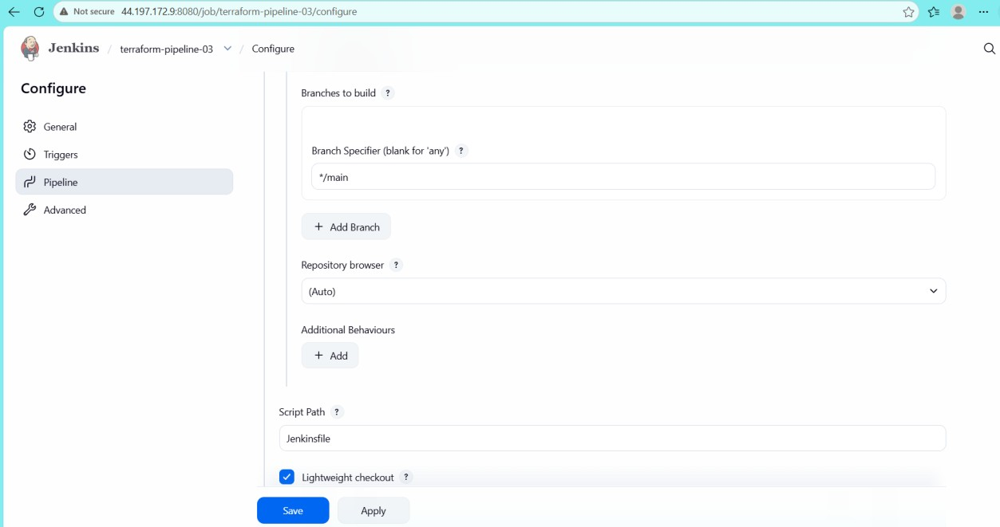 Not secure 44.197.172.9:8080/job/terraform-pipeline-03/configure
Jenkins / terraform-pipeline-03 / Configure
Configure
General
Triggers
Pipeline
Advanced
Branches to build ?
Branch Specifier (blank for 'any') ?
*/main
+ Add Branch
Repository browser ?
(Auto)
Additional Behaviours
+ Add
Script Path ?
Jenkinsfile
Lightweight checkout ?
Save Apply